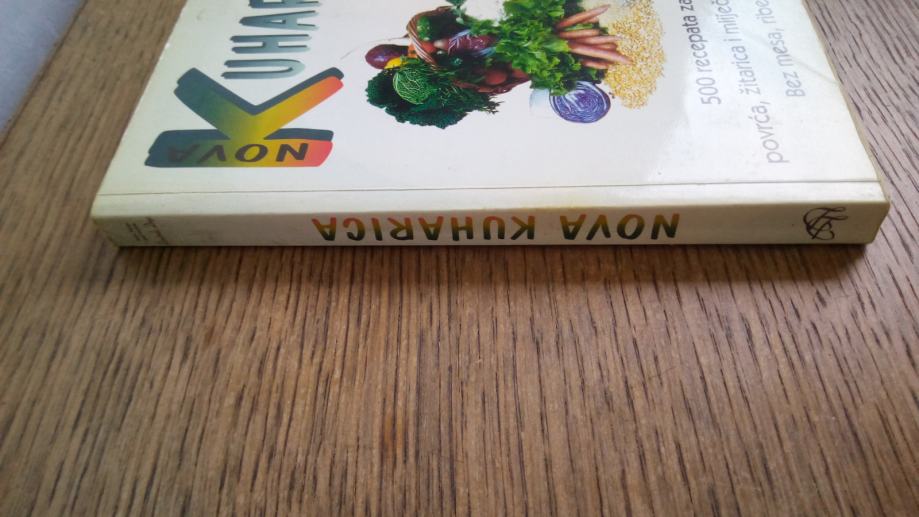 NOVA
KUHAR
500 recepata za
povrća, žitarica i mliječ
Bez mesa, ribe
NOVA KUHARICA